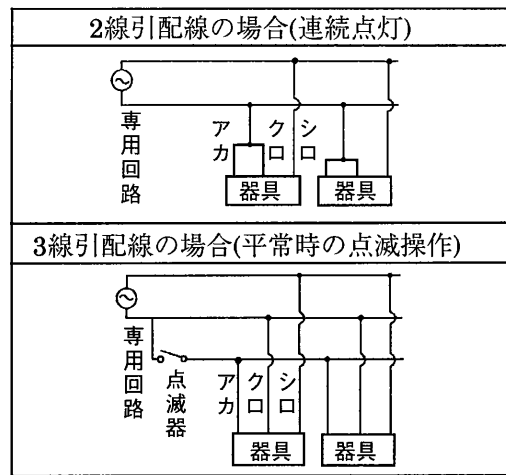 2線引配線の場合(連続点灯)
専用回路
アカ
クロ
シロ
器具
器具
3線引配線の場合(平常時の点滅操作)
専用回路
点滅器
アカ
クロ
シロ
器具
器具